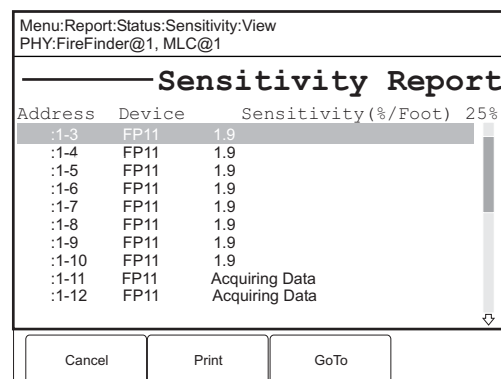 Menu:Report:Status:Sensitivity:View
PHY:FireFinder@1, MLC@1
Sensitivity Report
Address Device Sensitivity(%/Foot) 25%
:1-3 FP11 1.9
:1-4 FP11 1.9
:1-5 FP11 1.9
:1-6 FP11 1.9
:1-7 FP11 1.9
:1-8 FP11 1.9
:1-9 FP11 1.9
:1-10 FP11 1.9
:1-11 FP11 Acquiring Data
:1-12 FP11 Acquiring Data
Cancel Print GoTo